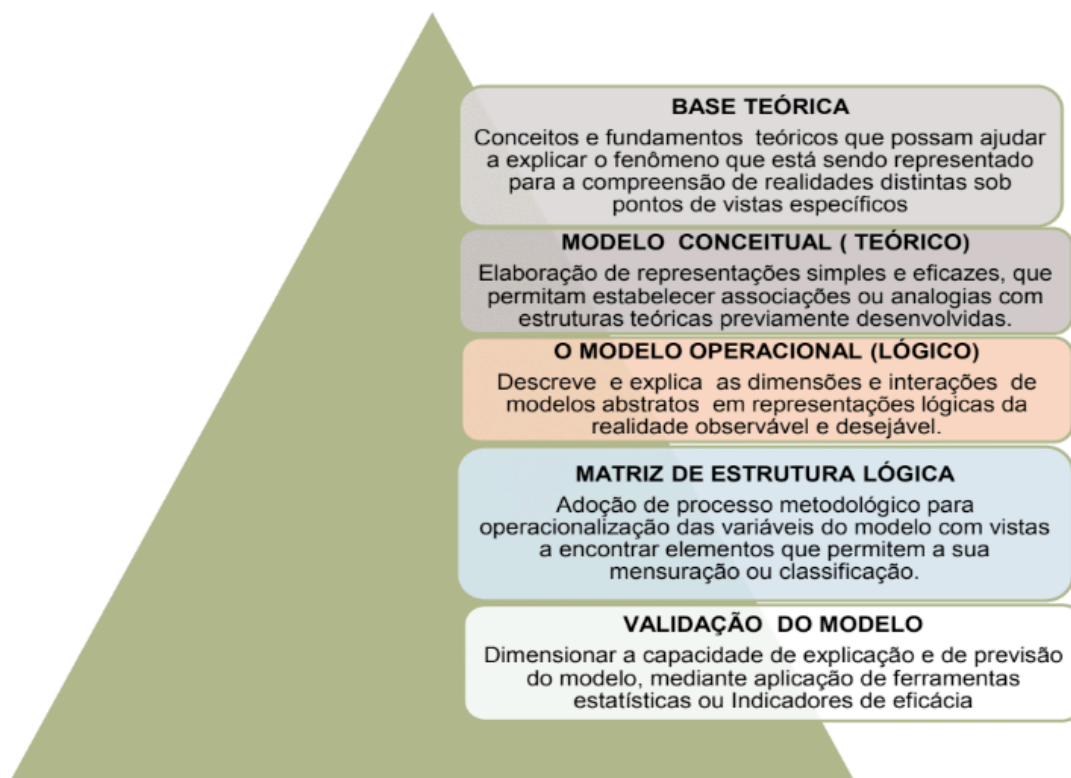 BASE TEÓRICA
Conceitos e fundamentos teóricos que possam ajudar
a explicar o fenômeno que está sendo representado
para a compreensão de realidades distintas sob
pontos de vistas específicos
MODELO CONCEITUAL ( TEÓRICO)
Elaboração de representações simples e eficazes, que
permitam estabelecer associações ou analogias com
estruturas teóricas previamente desenvolvidas.
O MODELO OPERACIONAL (LÓGICO)
Descreve e explica as dimensões e interações de
modelos abstratos em representações lógicas da
realidade observável e desejável.
MATRIZ DE ESTRUTURA LÓGICA
Adoção de processo metodológico para
operacionalização das variáveis do modelo com vistas
a encontrar elementos que permitem a sua
mensuração ou classificação.
VALIDAÇÃO DO MODELO
Dimensionar a capacidade de explicação e de previsão
do modelo, mediante aplicação de ferramentas
estatísticas ou Indicadores de eficácia